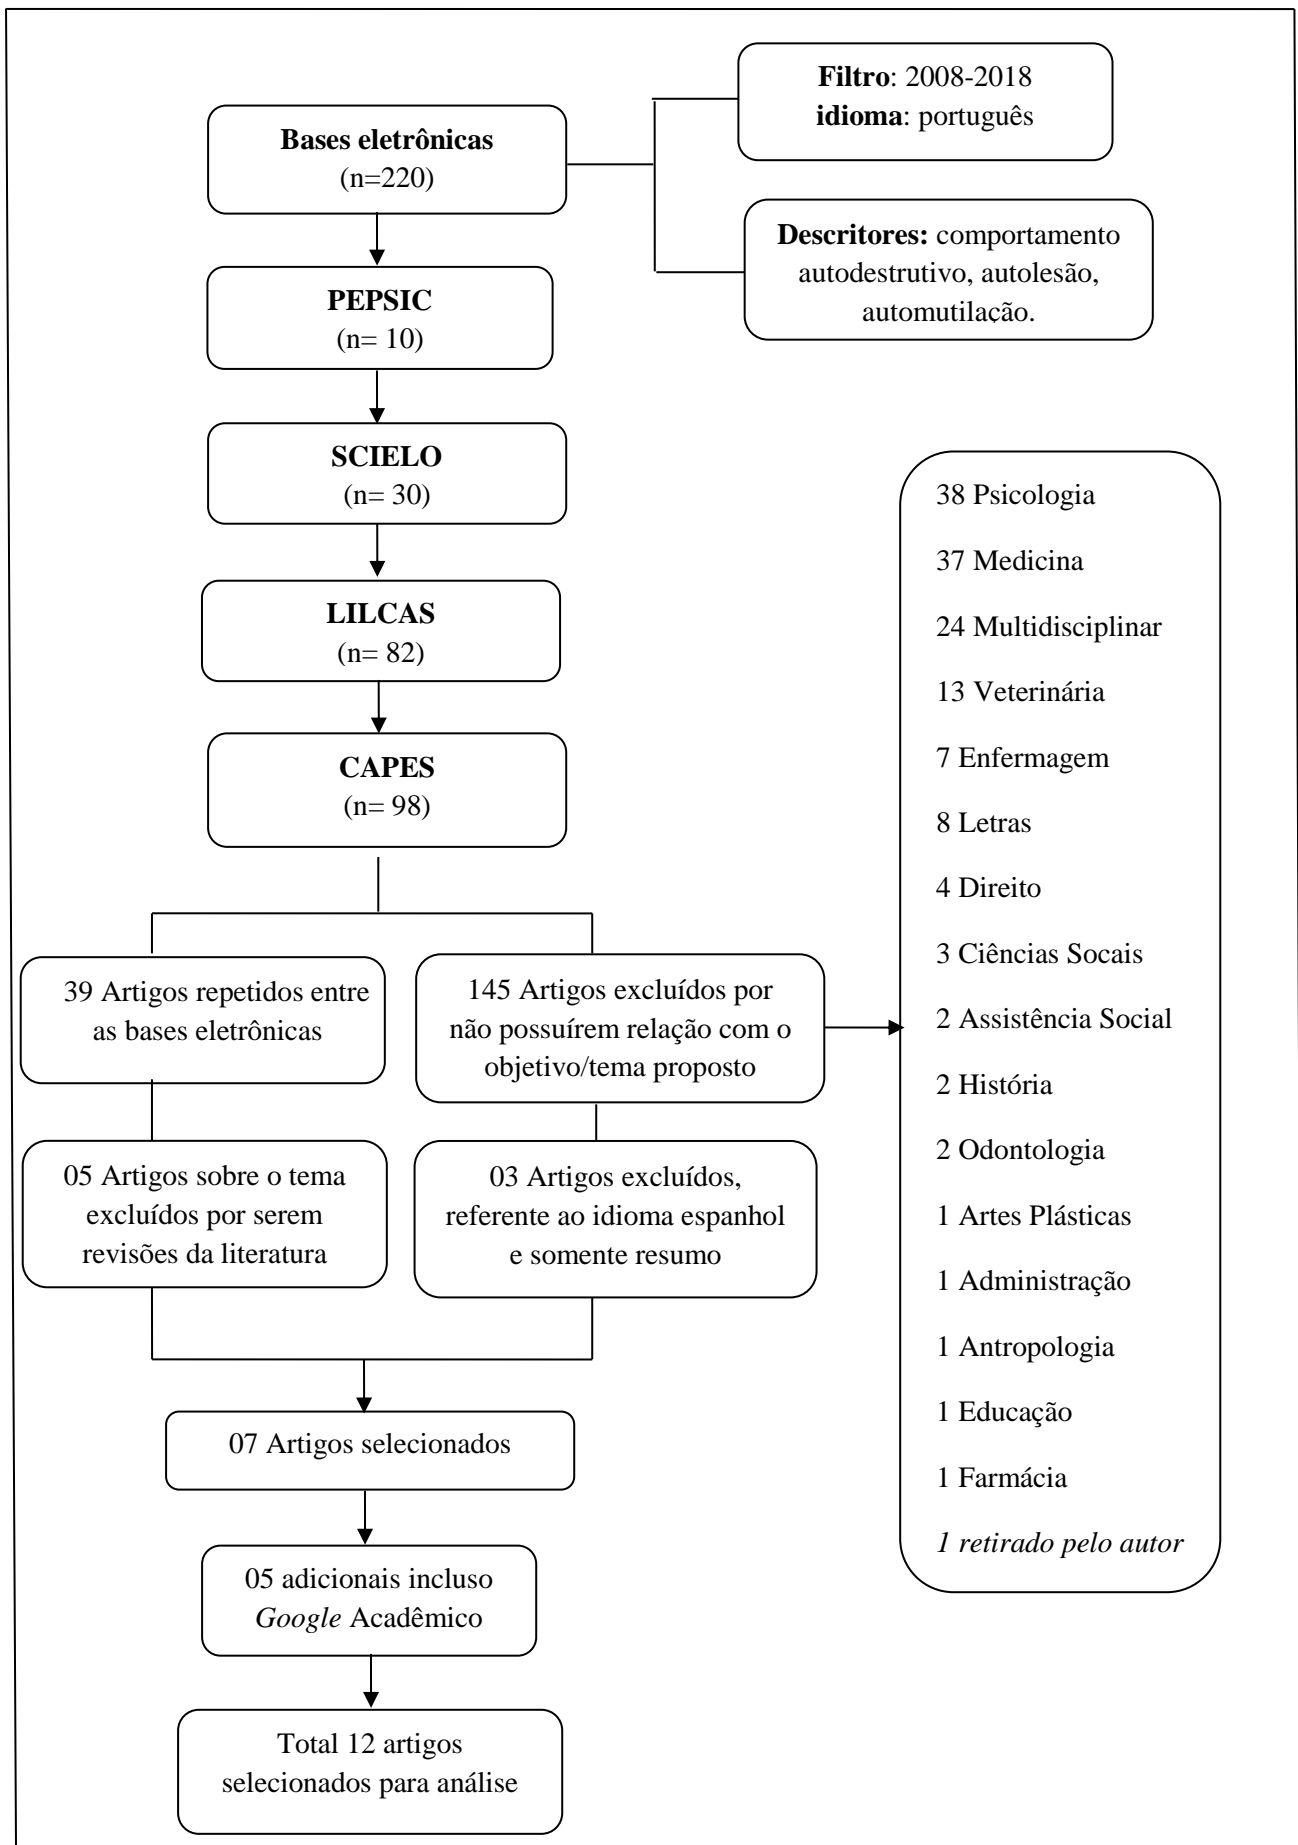 Filtro: 2008-2018
idioma: português
Bases eletrônicas
(n=220)
Descritores: comportamento
autodestrutivo, autolesão,
automutilação.
PEPSIC
(n= 10)
SCIELO
(n= 30)
LILCAS
(n= 82)
CAPES
(n= 98)
39 Artigos repetidos entre
as bases eletrônicas
145 Artigos excluídos por
não possuírem relação com o
objetivo/tema proposto
05 Artigos sobre o tema
excluídos por serem
revisões da literatura
03 Artigos excluídos,
referente ao idioma espanhol
e somente resumo
38 Psicologia
37 Medicina
24 Multidisciplinar
13 Veterinária
7 Enfermagem
8 Letras
4 Direito
3 Ciências Socais
2 Assistência Social
2 História
2 Odontologia
1 Artes Plásticas
1 Administração
1 Antropologia
1 Educação
1 Farmácia
1 retirado pelo autor
07 Artigos selecionados
05 adicionais incluso
Google Acadêmico
Total 12 artigos
selecionados para análise